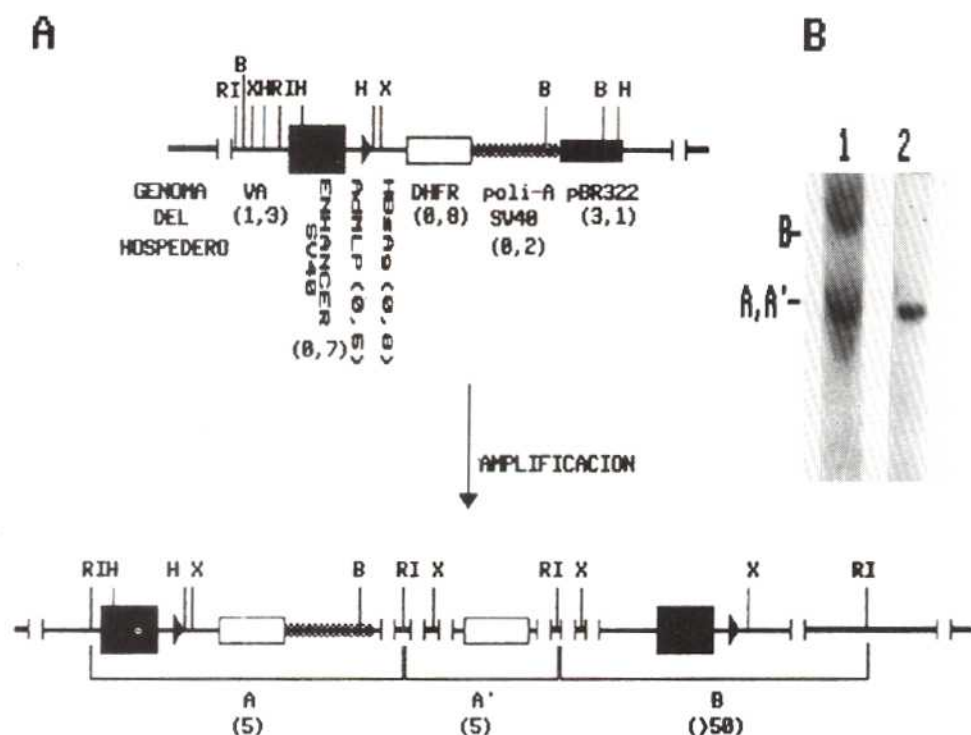 A
B
B
RI XHRIH H X B B H
GENOMA DEL HOSPEDERO
VA
(1,3)
ENHANCER SV40
(0,7)
AdMLP (0,6)
HBsAg (0,8)
DHFR
(0,8)
poli-A SV40
(0,2)
pBR322
(3,1)
1 2
B-
A,A'-
AMPLIFICACION
RIH H X B RI X RI X X RI
A
(5)
A'
(5)
B
(>50)